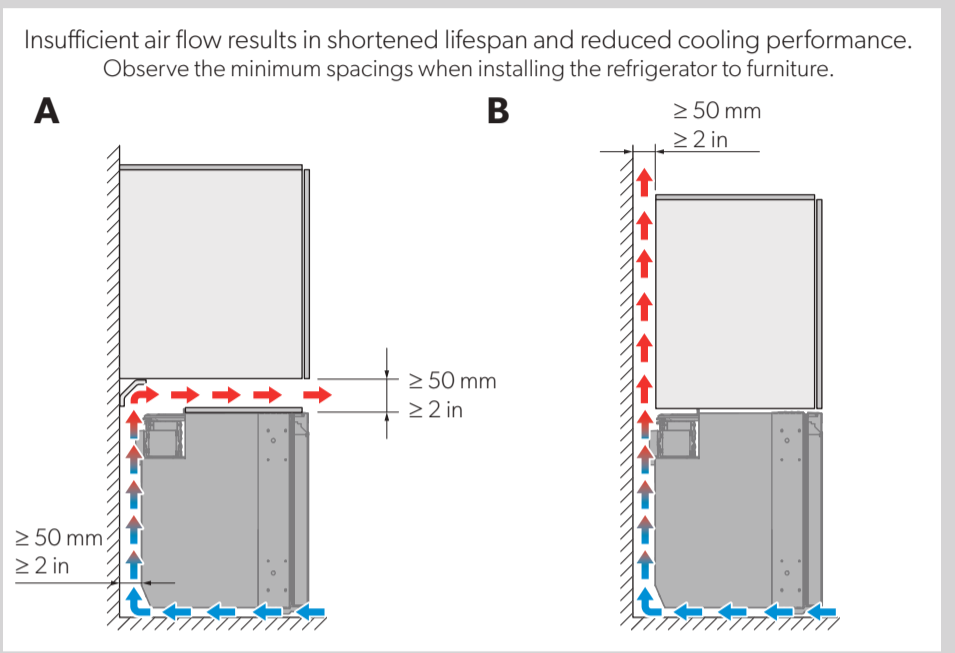 Insufficient air flow results in shortened lifespan and reduced cooling performance.
Observe the minimum spacings when installing the refrigerator to furniture.
A
≥ 50 mm
≥ 2 in
≥ 50 mm
≥ 2 in
B
≥ 50 mm
≥ 2 in